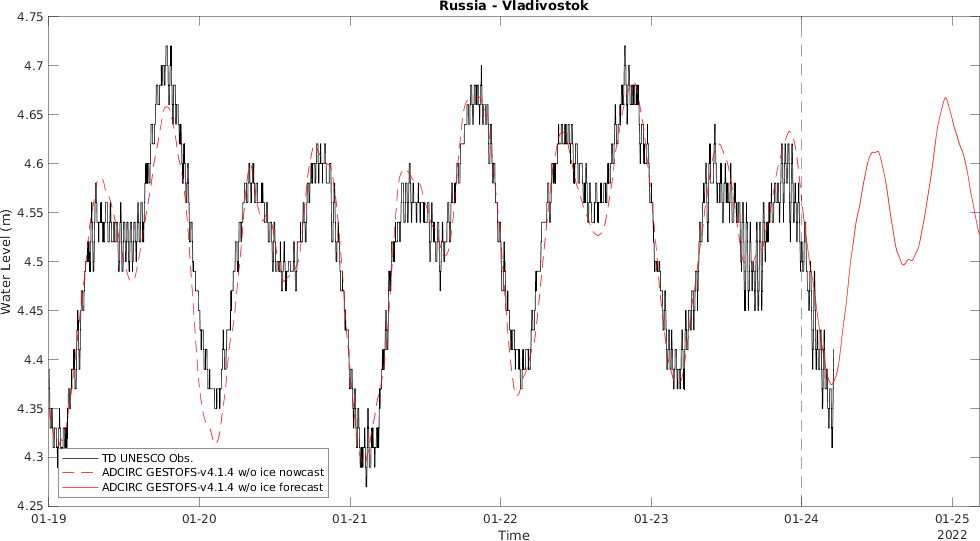 Russia - Vladivostok
4.75
4.7
4.65
4.6
4.55
4.5
4.45
4.4
4.35
4.3
4.25
Water Level (m)
TD UNESCO Obs.
ADCIRC GESTOFS-v4.1.4 w/o ice nowcast
ADCIRC GESTOFS-v4.1.4 w/o ice forecast
01-19 01-20 01-21 01-22 01-23 01-24 01-25
Time
2022